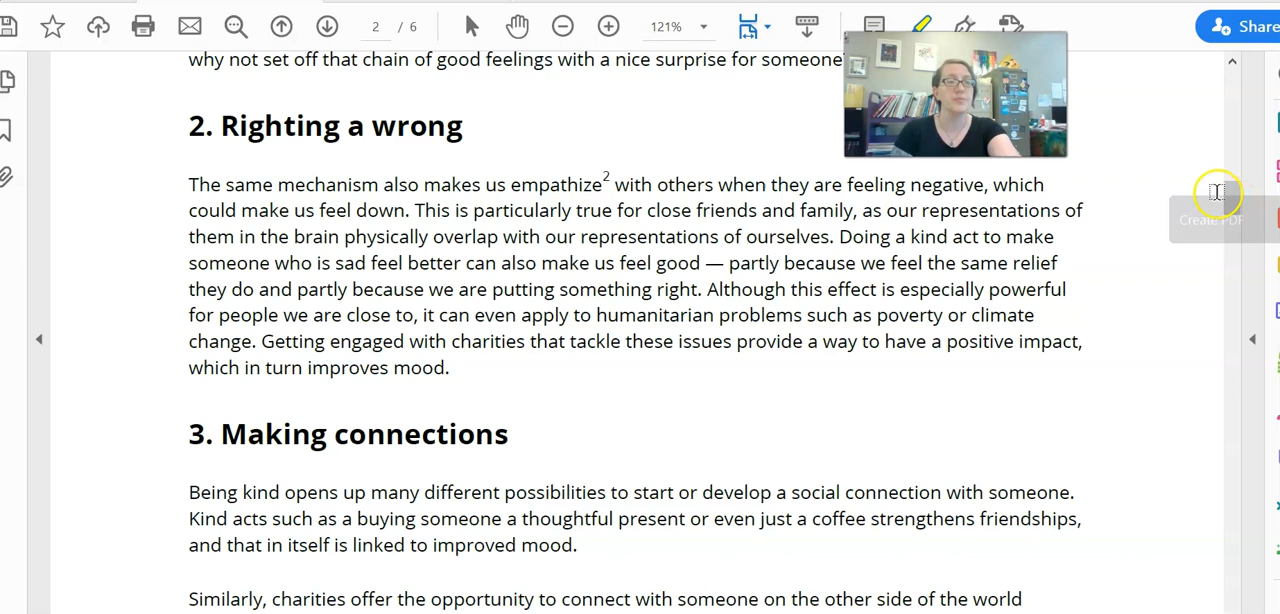 2 / 6
121%
Share
why not set off that chain of good feelings with a nice surprise for someone
2. Righting a wrong
The same mechanism also makes us empathize2 with others when they are feeling negative, which
could make us feel down. This is particularly true for close friends and family, as our representations of
them in the brain physically overlap with our representations of ourselves. Doing a kind act to make
someone who is sad feel better can also make us feel good — partly because we feel the same relief
they do and partly because we are putting something right. Although this effect is especially powerful
for people we are close to, it can even apply to humanitarian problems such as poverty or climate
change. Getting engaged with charities that tackle these issues provide a way to have a positive impact,
which in turn improves mood.
Create PDF
3. Making connections
Being kind opens up many different possibilities to start or develop a social connection with someone.
Kind acts such as a buying someone a thoughtful present or even just a coffee strengthens friendships,
and that in itself is linked to improved mood.
Similarly, charities offer the opportunity to connect with someone on the other side of the world